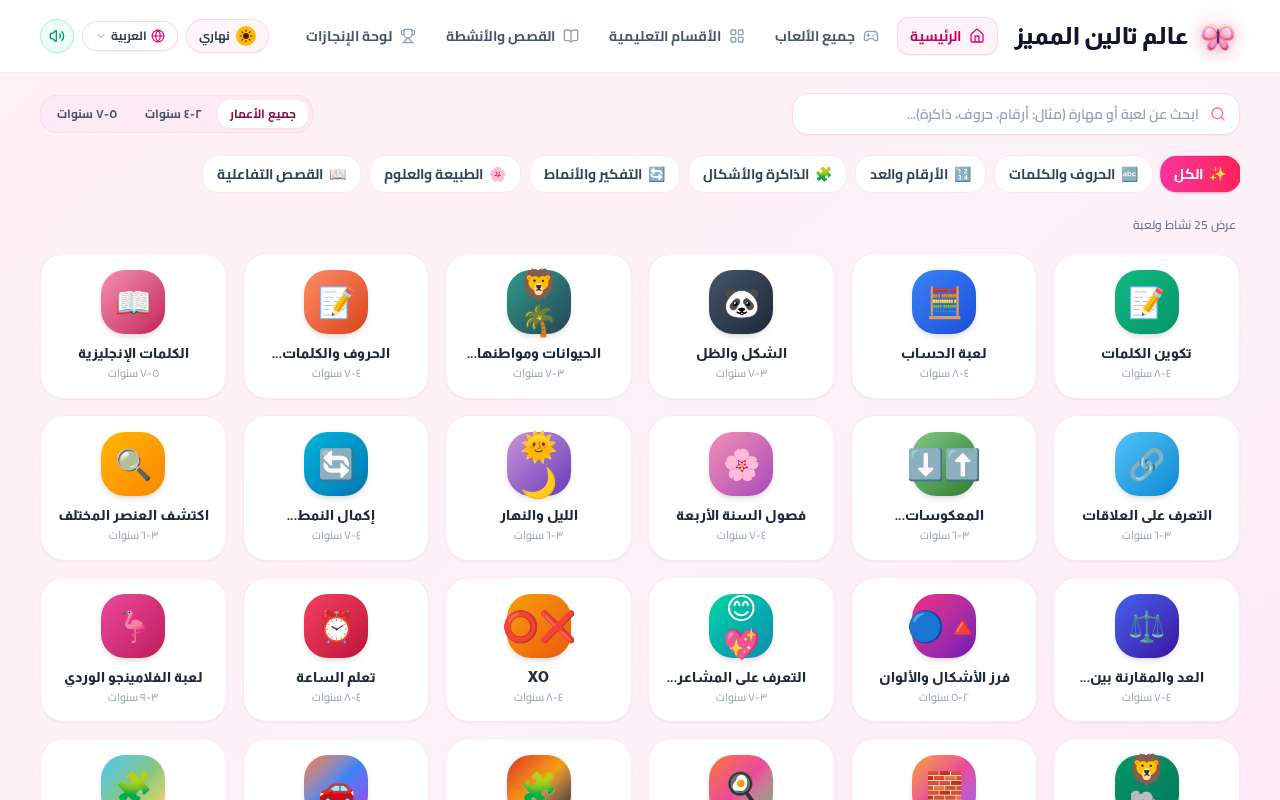 عالم تالين المميز
الرئيسية
جميع الألعاب
الأقسام التعليمية
القصص والأنشطة
لوحة الإنجازات
نهاري
العربية
ابحث عن لعبة أو مهارة (مثال: أرقام، حروف، ذاكرة)...
جميع الأعمار
٢-٤ سنوات
٥-٧ سنوات
الكل
الحروف والكلمات
الأرقام والعد
الذاكرة والأشكال
التفكير والأنماط
الطبيعة والعلوم
القصص التفاعلية
عرض 25 نشاط ولعبة
تكوين الكلمات
٤-٨ سنوات
لعبة الحساب
٤-٨ سنوات
الشكل والظل
٣-٧ سنوات
الحيوانات ومواطنها...
٣-٧ سنوات
الحروف والكلمات...
٤-٧ سنوات
الكلمات الإنجليزية
٥-٧ سنوات
التعرف على العلاقات
٣-٦ سنوات
المعكوسات...
٣-٦ سنوات
فصول السنة الأربعة
٤-٧ سنوات
الليل والنهار
٣-٦ سنوات
إكمال النمط...
٤-٧ سنوات
اكتشف العنصر المختلف
٣-٦ سنوات
العد والمقارنة بين...
٤-٧ سنوات
فرز الأشكال والألوان
٢-٥ سنوات
التعرف على المشاعر...
٣-٧ سنوات
XO
٤-٨ سنوات
تعلم الساعة
٤-٨ سنوات
لعبة الفلامينجو الوردي
٣-٩ سنوات